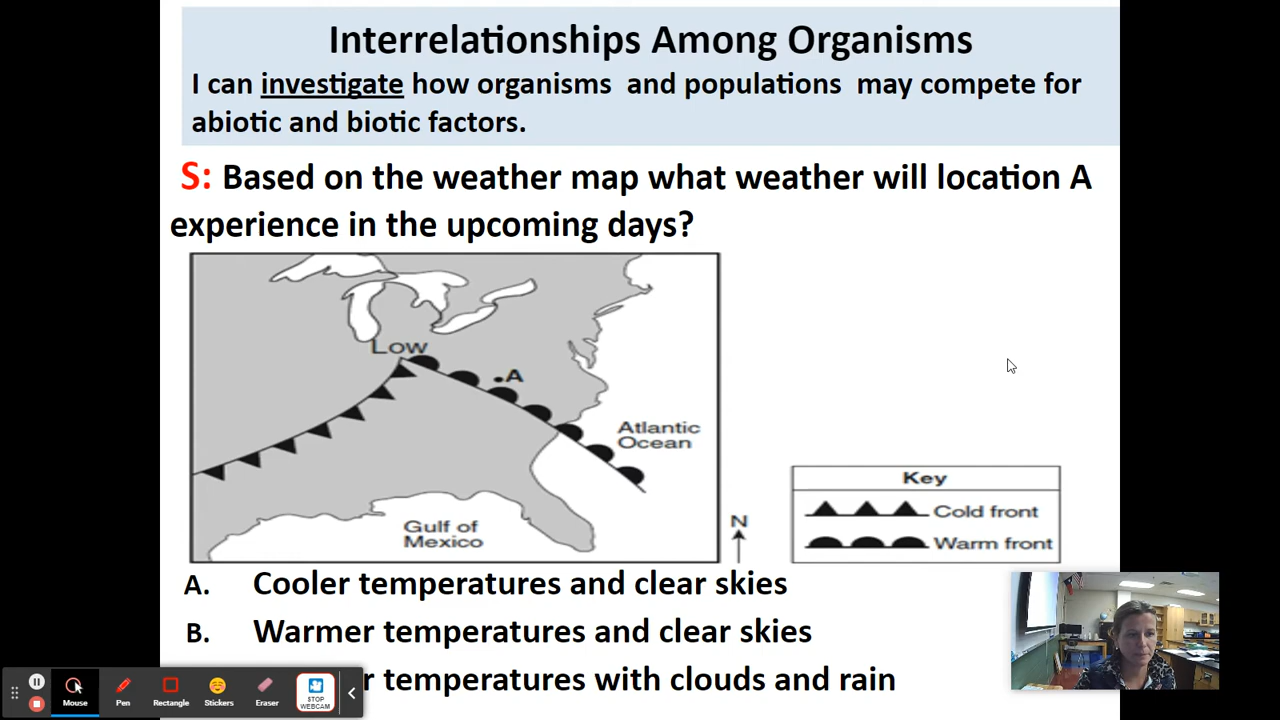 Interrelationships Among Organisms
I can investigate how organisms and populations may compete for
abiotic and biotic factors.
S: Based on the weather map what weather will location A
experience in the upcoming days?
Low
A
Atlantic
Ocean
Gulf of
Mexico
N
Key
Cold front
Warm front
A. Cooler temperatures and clear skies
B. Warmer temperatures and clear skies
temperatures with clouds and rain
Mouse
Pen
Rectangle
Stickers
Eraser
STOP
WEBCAM